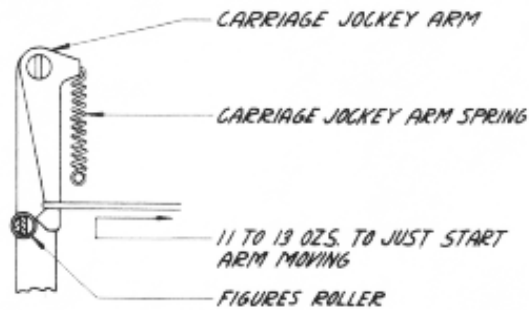 CARRIAGE JOCKEY ARM
CARRIAGE JOCKEY ARM SPRING
11 TO 13 OZS. TO JUST START
ARM MOVING
FIGURES ROLLER